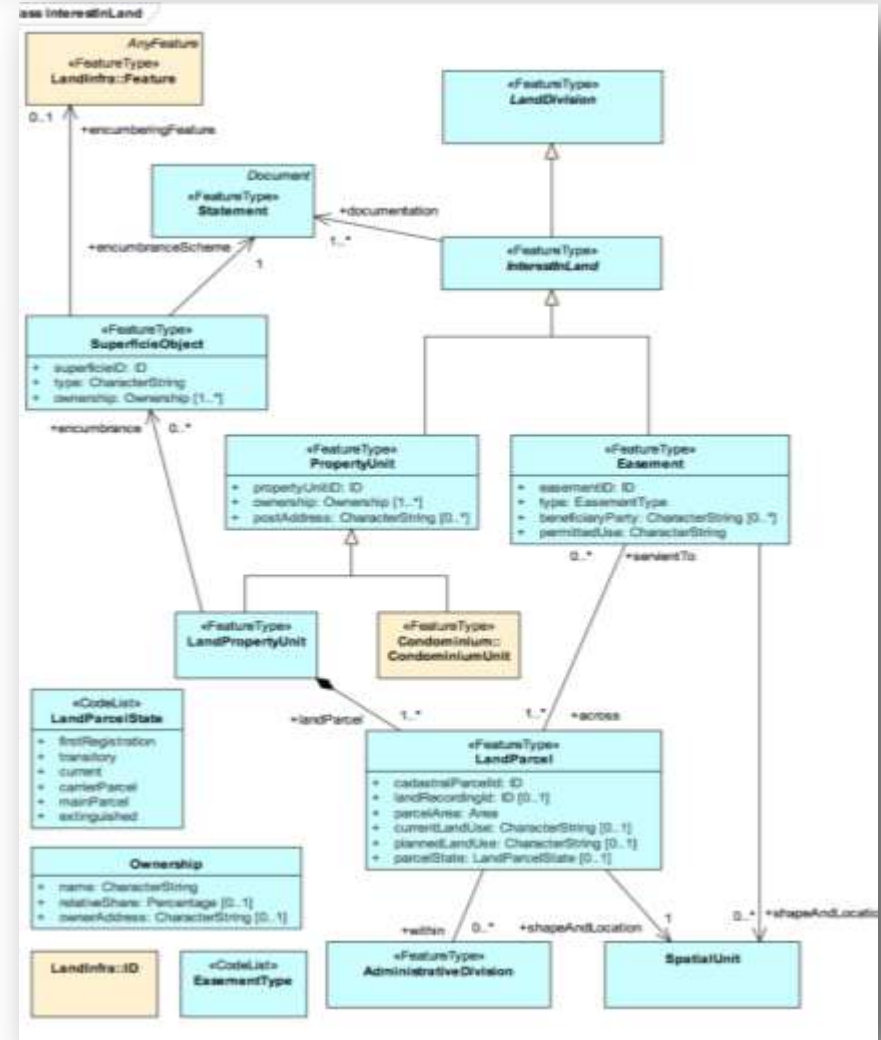 ass InterestInLand
AnyFeature
«FeatureType»
LandInfra::Feature
0..1
+encumberingFeature
«FeatureType»
LandDivision
Document
«FeatureType»
Statement
+documentation
1..*
+encumbranceScheme
1
«FeatureType»
InterestInLand
«FeatureType»
SuperficieObject
+ superficieID: ID
+ type: CharacterString
+ ownership: Ownership [1..*]
+encumbrance
0..*
«FeatureType»
PropertyUnit
+ propertyUnitID: ID
+ ownership: Ownership [1..*]
+ postAddress: CharacterString [0..*]
«FeatureType»
Easement
+ easementID: ID
+ type: EasementType
+ beneficiaryParty: CharacterString [0..*]
+ permittedUse: CharacterString
0..*
+servientTo
«FeatureType»
LandPropertyUnit
«FeatureType»
Condominium::
CondominiumUnit
+landParcel
1..*
1..*
+across
«CodeList»
LandParcelState
+ firstRegistration
+ transitory
+ current
+ carrierParcel
+ mainParcel
+ extinguished
«FeatureType»
LandParcel
+ cadastralParcelId: ID
+ landRecordingId: ID [0..1]
+ parcelArea: Area
+ currentLandUse: CharacterString [0..1]
+ plannedLandUse: CharacterString [0..1]
+ parcelState: LandParcelState [0..1]
Ownership
+ name: CharacterString
+ relativeShare: Percentage [0..1]
+ ownerAddress: CharacterString [0..1]
+within
0..*
+shapeAndLocation
1
0..*
+shapeAndLocatio
LandInfra::ID
«CodeList»
EasementType
«FeatureType»
AdministrativeDivision
SpatialUnit